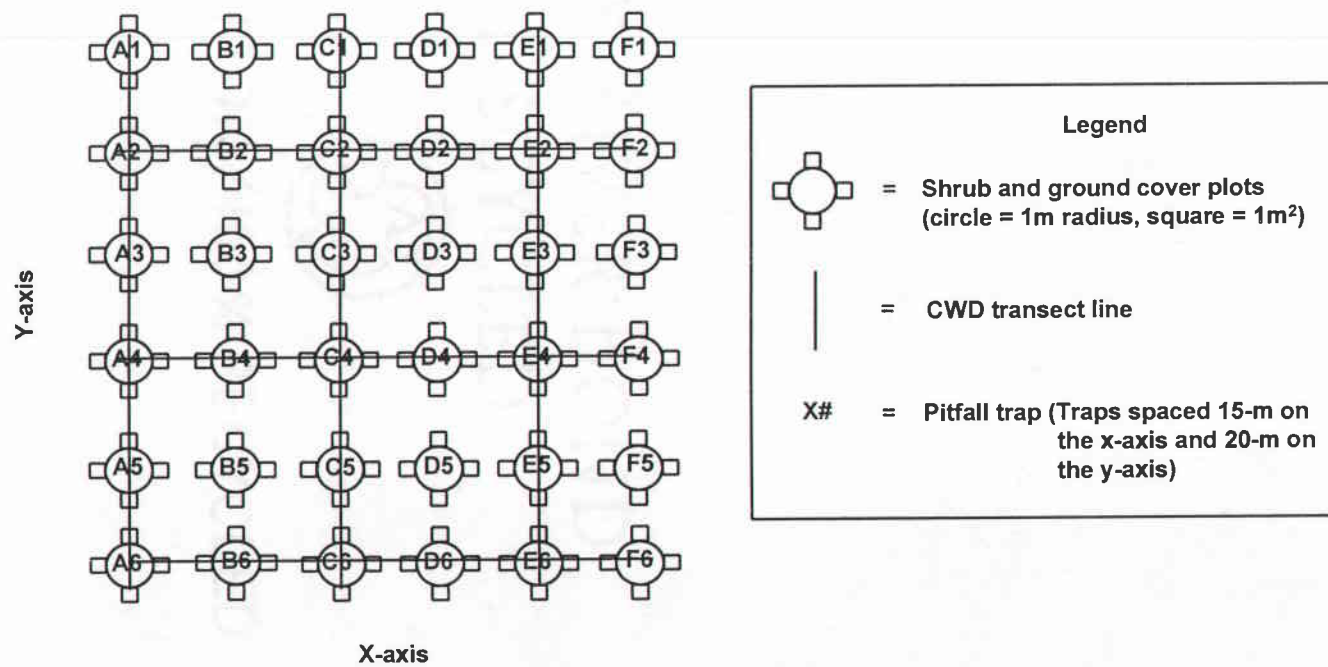 A1 B1 C1 D1 E1 F1
A2 B2 C2 D2 E2 F2
A3 B3 C3 D3 E3 F3
A4 B4 C4 D4 E4 F4
A5 B5 C5 D5 E5 F5
A6 B6 C6 D6 E6 F6
Y-axis
X-axis
Legend
= Shrub and ground cover plots
(circle = 1m radius, square = 1m²)
= CWD transect line
X# = Pitfall trap (Traps spaced 15-m on
the x-axis and 20-m on
the y-axis)